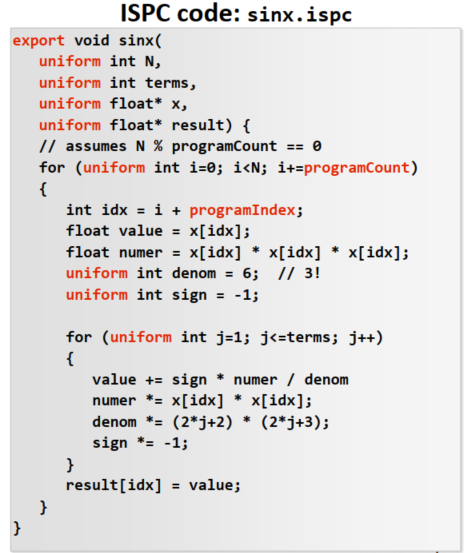 ISPC code: sinx.ispc
export void sinx(
uniform int N,
uniform int terms,
uniform float* x,
uniform float* result) {
// assumes N % programCount == 0
for (uniform int i=0; i<N; i+=programCount)
{
int idx = i + programIndex;
float value = x[idx];
float numer = x[idx] * x[idx] * x[idx];
uniform int denom = 6;  // 3!
uniform int sign = -1;
for (uniform int j=1; j<=terms; j++)
{
value += sign * numer / denom
numer *= x[idx] * x[idx];
denom *= (2*j+2) * (2*j+3);
sign *= -1;
}
result[idx] = value;
}
}